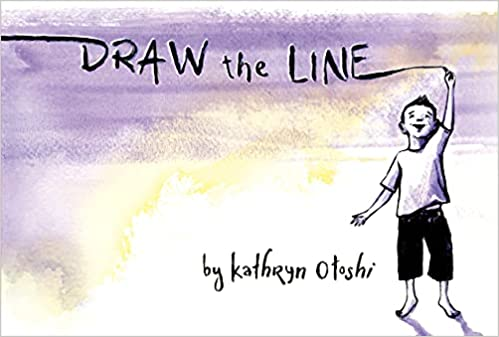 DRAW the LINE
by Kathryn Otoshi